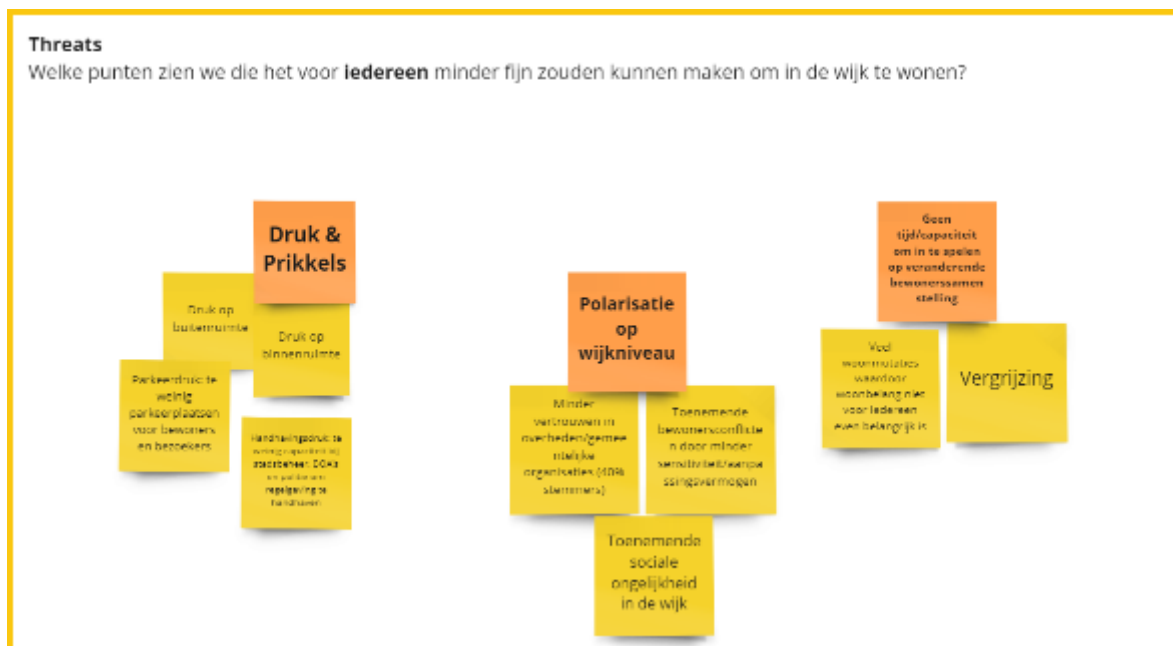 Threats
Welke punten zien we die het voor iedereen minder fijn zouden kunnen maken om in de wijk te wonen?
Druk &
Prikkels
Druk op
buitenruimte
Druk op
binnenruimte
Parkeerdruk: te
weinig
parkeerplaatsen
voor bewoners
en bezoekers
Handhavingsdruk: te
weinig capaciteit bij
stadsbeheer, BOA's
en politie om
regelgeving te
handhaven
Polarisatie
op
wijkniveau
Minder
vertrouwen in
overheden/gemee
ntelijke
organisaties (40%
stemmers)
Toenemende
bewonersconflicte
n door minder
sensitiviteit/aanpa
ssingsvermogen
Toenemende
sociale
ongelijkheid
in de wijk
Geen
tijd/capaciteit
om in te spelen
op veranderende
bewonerssamen
stelling
Veel
woonmutaties
waardoor
woonbelang niet
voor iedereen
even belangrijk is
Vergrijzing